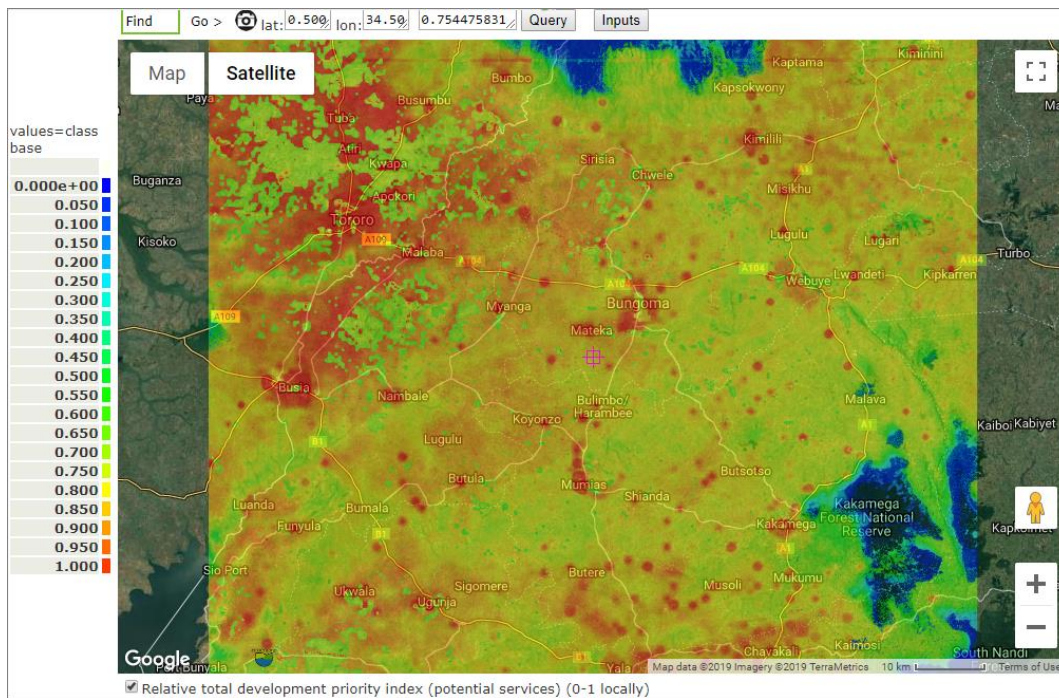 Find Go > lat: 0.500 lon: 34.50 0.754475831 Query Inputs
Map Satellite
values=class
base
0.000e+00
0.050
0.100
0.150
0.200
0.250
0.300
0.350
0.400
0.450
0.500
0.550
0.600
0.650
0.700
0.750
0.800
0.850
0.900
0.950
1.000
Kaptama
Kiminini
Bumbo
Kapsokwony
Paya
Busumbu
Tuba
Kimilili
Atiri
Sirisia
Kwapa
Chwele
A1
Buganza
Misikhu
Apokori
Tororo
Kisoko
A109
Lugulu
Lugari
Malaba
Turbo
A104
A104
A104
Kipkarren
Lwandeti
Webuye
Myanga
Bungoma
A109
Mateka
Busia
Nambale
Bulimbo/
Harambee
Malava
Koyonzo
Kaiboi
Kabiyet
A1
B1
Lugulu
Butula
Butsotso
Mumias
Shianda
Luanda
Bumala
Kakamega
Forest National
Reserve
Funyula
Kakamega
B1
A1
Sio Port
Butere
Musoli
Mukumu
Ukwala
Sigomere
Ugunja
Kaimosi
Chavakali
South Nandi
Yala
Google
Map data ©2019 Imagery ©2019 TerraMetrics 10 km Terms of Use
Relative total development priority index (potential services) (0-1 locally)